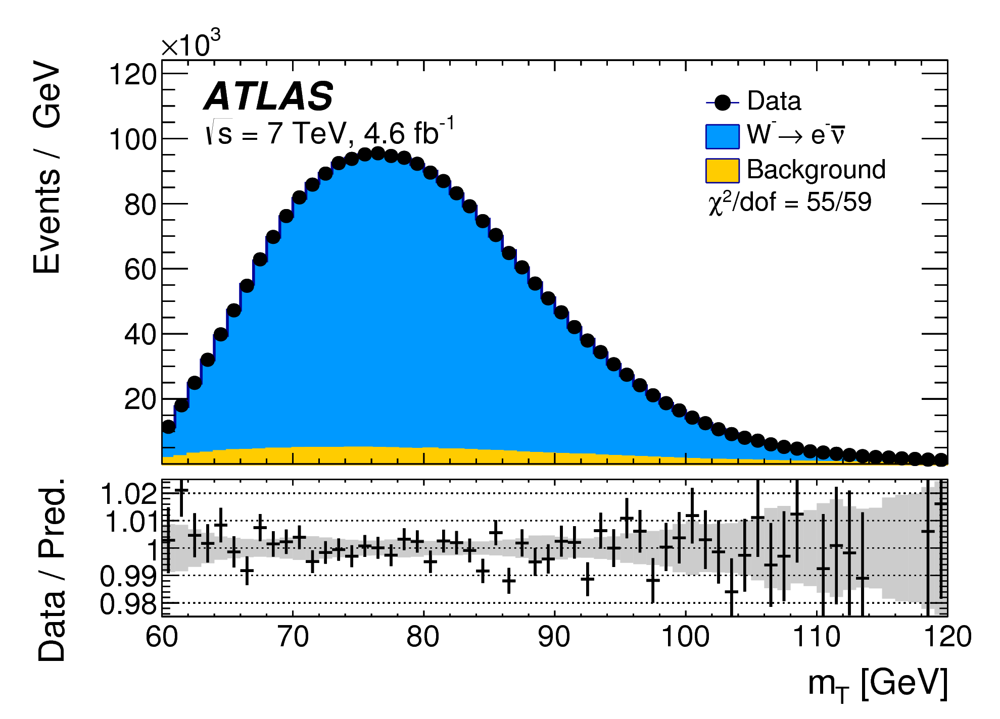 ×10³
Events / GeV
120
100
80
60
40
20
ATLAS
√s = 7 TeV, 4.6 fb⁻¹
Data
W⁻ → e⁻ν̅
Background
χ²/dof = 55/59
Data / Pred.
1.02
1.01
1
0.99
0.98
60 70 80 90 100 110 120
m_T [GeV]